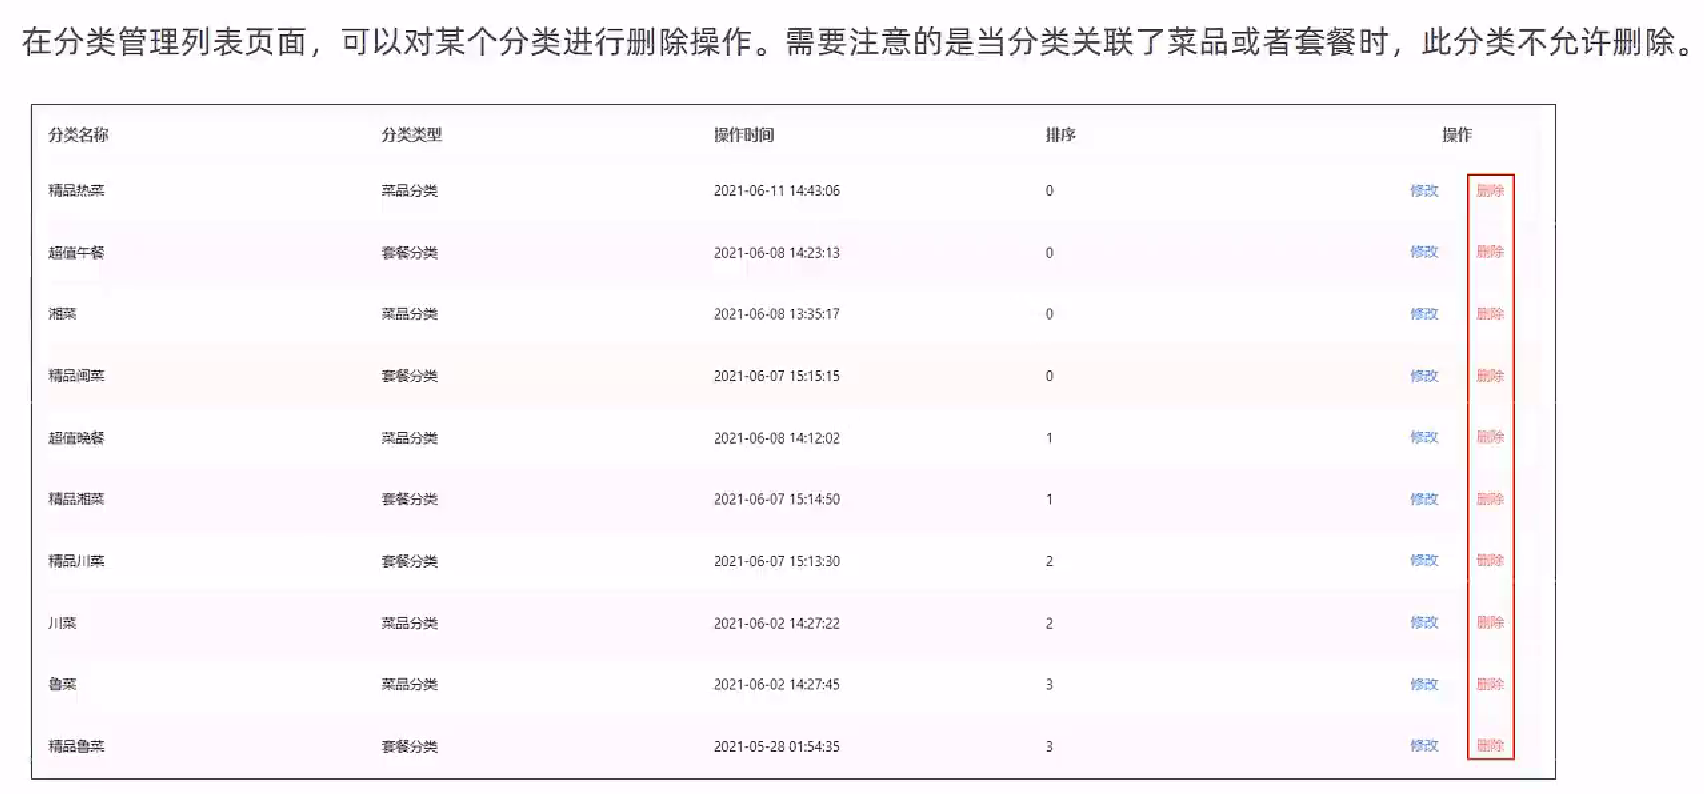 在分类管理列表页面，可以对某个分类进行删除操作。需要注意的是当分类关联了菜品或者套餐时，此分类不允许删除。
分类名称 分类类型 操作时间 排序 操作
精品热菜 菜品分类 2021-06-11 14:43:06 0 修改 删除
超值午餐 套餐分类 2021-06-08 14:23:13 0 修改 删除
湘菜 菜品分类 2021-06-08 13:35:17 0 修改 删除
精品闽菜 套餐分类 2021-06-07 15:15:15 0 修改 删除
超值晚餐 菜品分类 2021-06-08 14:12:02 1 修改 删除
精品湘菜 套餐分类 2021-06-07 15:14:50 1 修改 删除
精品川菜 套餐分类 2021-06-07 15:13:30 2 修改 删除
川菜 菜品分类 2021-06-02 14:27:22 2 修改 删除
鲁菜 菜品分类 2021-06-02 14:27:45 3 修改 删除
精品鲁菜 套餐分类 2021-05-28 01:54:35 3 修改 删除